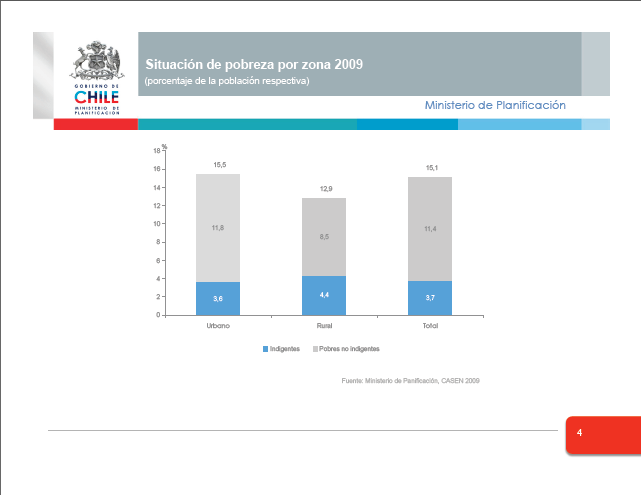 Situación de pobreza por zona 2009
(porcentaje de la población respectiva)
GOBIERNO DE
CHILE
MINISTERIO DE
PLANIFICACIÓN
Ministerio de Planificación
%
18
16
14
12
10
8
6
4
2
0
15,5
11,8
3,6
12,9
8,5
4,4
15,1
11,4
3,7
Urbano
Rural
Total
Indigentes
Pobres no indigentes
Fuente: Ministerio de Panificación, CASEN 2009
4